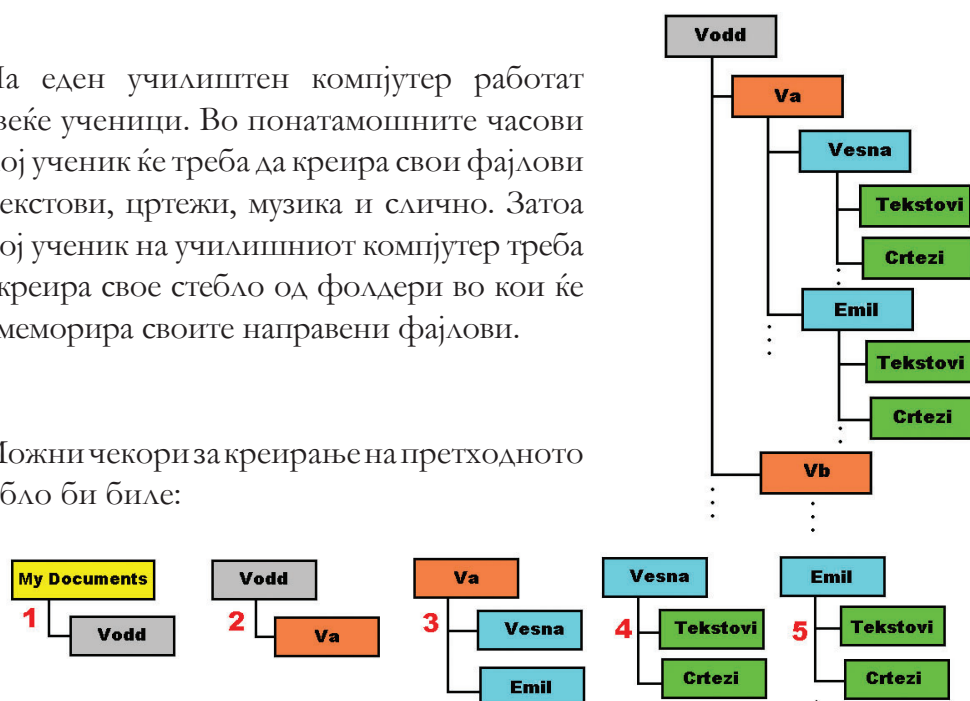 На еден училиштен компјутер работат
веќе ученици. Во понатамошните часови
ој ученик ќе треба да креира свои фајлови
екстови, цртежи, музика и слично. Затоа
ој ученик на училишниот компјутер треба
креира свое стебло од фолдери во кои ќе
меморира своите направени фајлови.
Можни чекори за креирање на претходното
бло би биле:
Vodd
Va
Vesna
Tekstovi
Crtezi
Emil
Tekstovi
Crtezi
Vb
My Documents
1
Vodd
Vodd
2
Va
Va
3
Vesna
Emil
Vesna
4
Tekstovi
Crtezi
Emil
5
Tekstovi
Crtezi